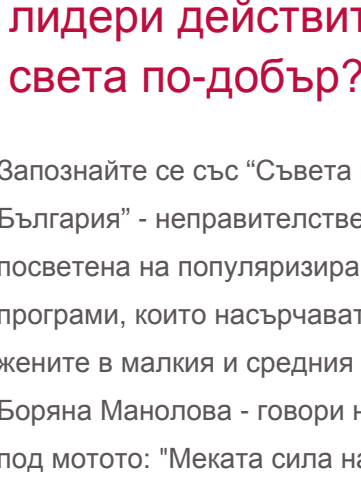 лидери действит
света по-добър?
Запознайте се със “Съвета
България” - неправителстве
посветена на популяризира
програми, които насърчават
жените в малкия и средния
Боряна Манолова - говори н
под мотото: "Меката сила на